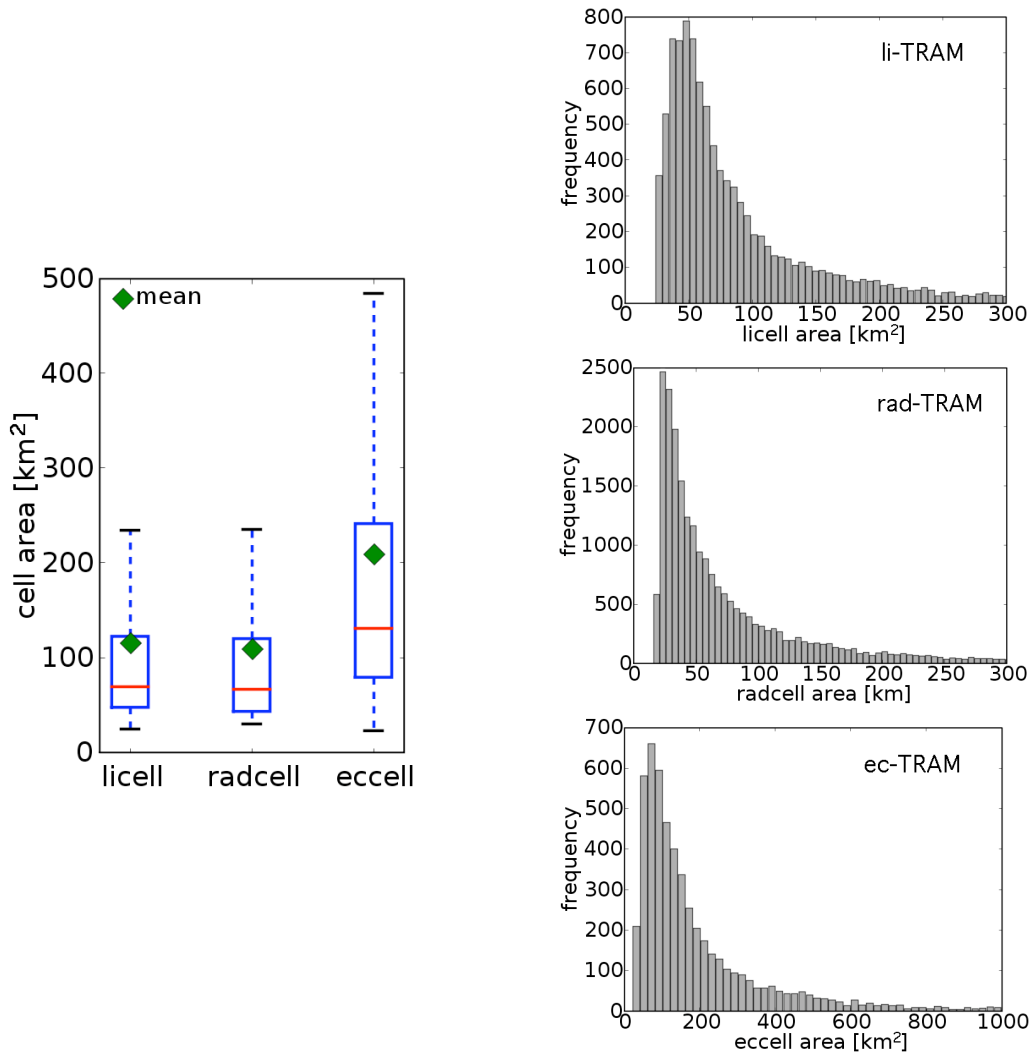 500
400
300
200
100
0
cell area [km²]
mean
licell radcell eccell
800
700
600
500
400
300
200
100
0
frequency
li-TRAM
0 50 100 150 200 250 300
licell area [km²]
2500
2000
1500
1000
500
0
frequency
rad-TRAM
0 50 100 150 200 250 300
radcell area [km]
700
600
500
400
300
200
100
0
frequency
ec-TRAM
0 200 400 600 800 1000
eccell area [km²]